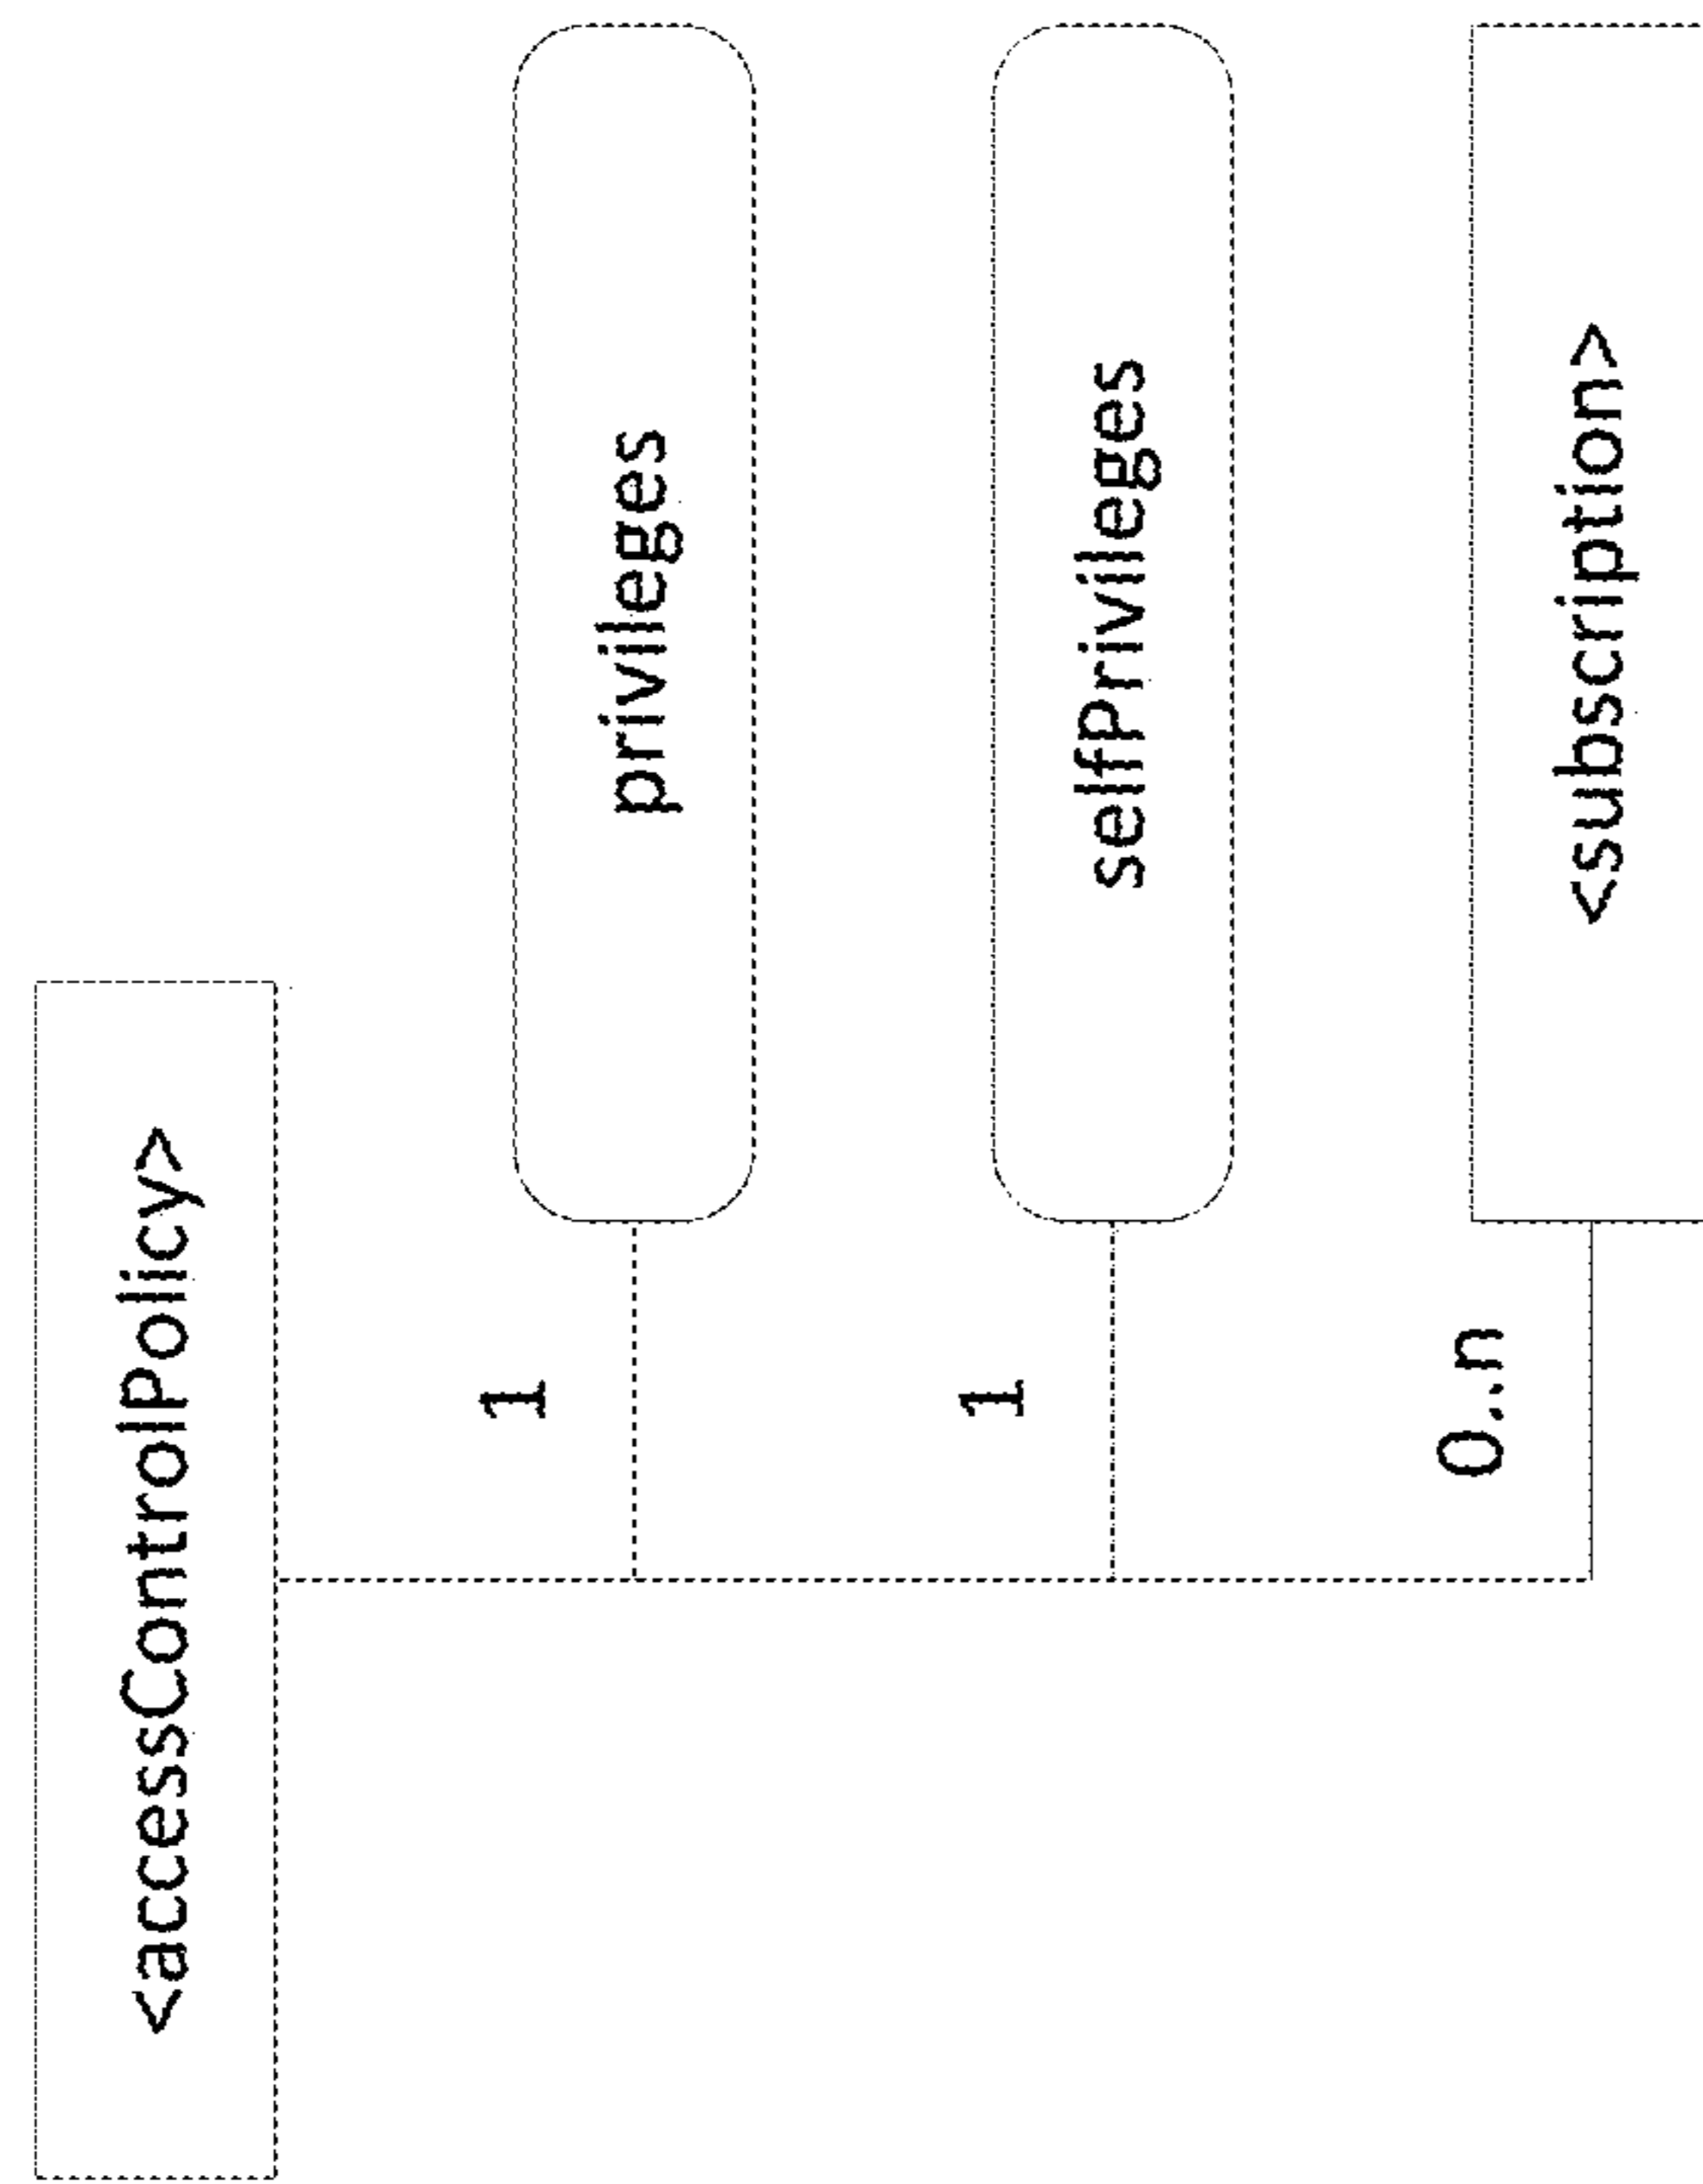 <accessControlPolicy>
1
privileges
1
selfPrivileges
0..n
<subscription>